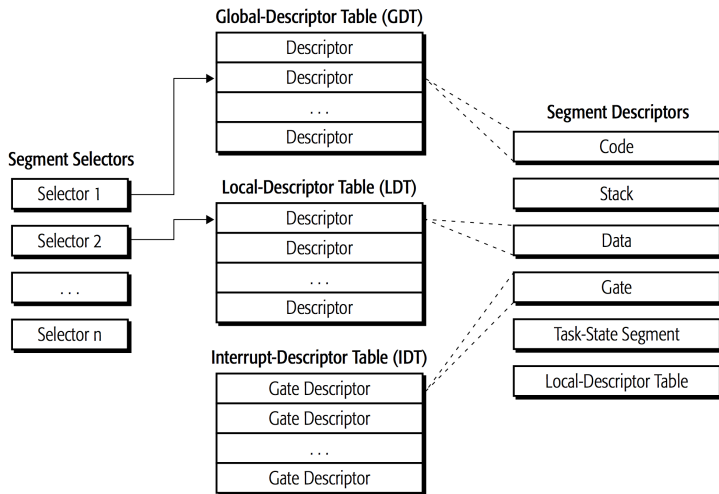 Global-Descriptor Table (GDT)
Descriptor
Descriptor
. . .
Descriptor
Segment Selectors
Selector 1
Selector 2
. . .
Selector n
Local-Descriptor Table (LDT)
Descriptor
Descriptor
. . .
Descriptor
Interrupt-Descriptor Table (IDT)
Gate Descriptor
Gate Descriptor
. . .
Gate Descriptor
Segment Descriptors
Code
Stack
Data
Gate
Task-State Segment
Local-Descriptor Table